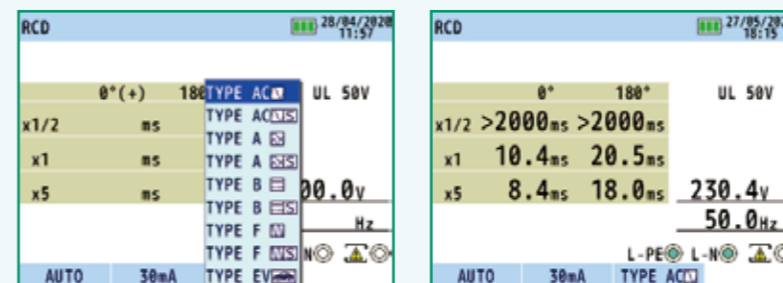 RCD 28/04/2020
11:57
0°(+) 180 UL 50V
x1/2 ms
x1 ms
x5 ms
TYPE AC
TYPE AC S
TYPE A
TYPE A S
TYPE B
TYPE B S
TYPE F
TYPE F S
TYPE EV
00.0v
Hz
N
AUTO 30mA
RCD 27/05/202
18:15
0° 180° UL 50V
x1/2 >2000ms >2000ms
x1 10.4ms 20.5ms
x5 8.4ms 18.0ms 230.4v
50.0Hz
L-PE L-N
AUTO 30mA TYPE AC